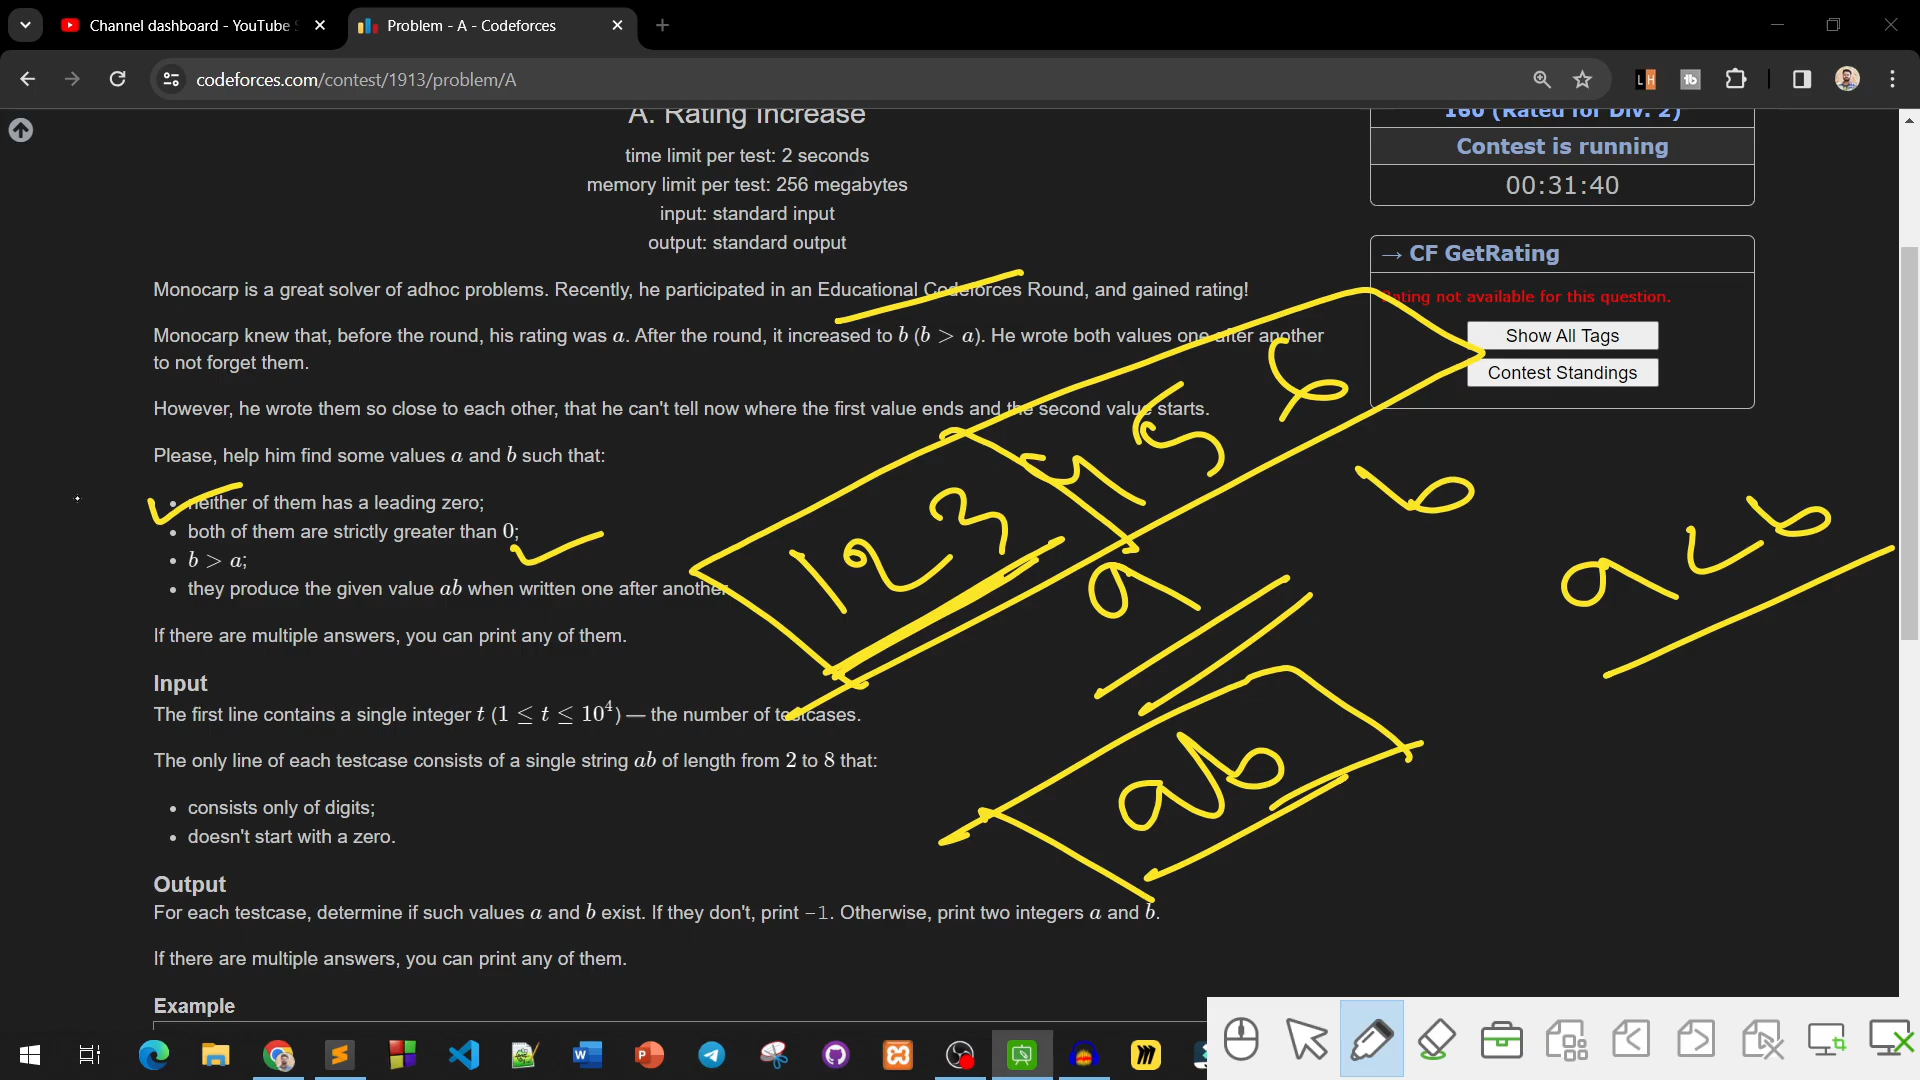 Channel dashboard - YouTube S
Problem - A - Codeforces
codeforces.com/contest/1913/problem/A
LH
A. Rating Increase
time limit per test: 2 seconds
memory limit per test: 256 megabytes
input: standard input
output: standard output
Monocarp is a great solver of adhoc problems. Recently, he participated in an Educational Codeforces Round, and gained rating!
Monocarp knew that, before the round, his rating was a. After the round, it increased to b (b > a). He wrote both values one after another
to not forget them.
However, he wrote them so close to each other, that he can't tell now where the first value ends and the second value starts.
Please, help him find some values a and b such that:
• neither of them has a leading zero;
• both of them are strictly greater than 0;
• b > a;
• they produce the given value ab when written one after another.
If there are multiple answers, you can print any of them.
Input
The first line contains a single integer t (1 ≤ t ≤ 10⁴) — the number of testcases.
The only line of each testcase consists of a single string ab of length from 2 to 8 that:
• consists only of digits;
• doesn't start with a zero.
Output
For each testcase, determine if such values a and b exist. If they don't, print −1. Otherwise, print two integers a and b.
If there are multiple answers, you can print any of them.
Example
160 (Rated for Div. 2)
Contest is running
00:31:40
→ CF GetRating
Rating not available for this question.
Show All Tags
Contest Standings
123456
a
b
a<b
ab